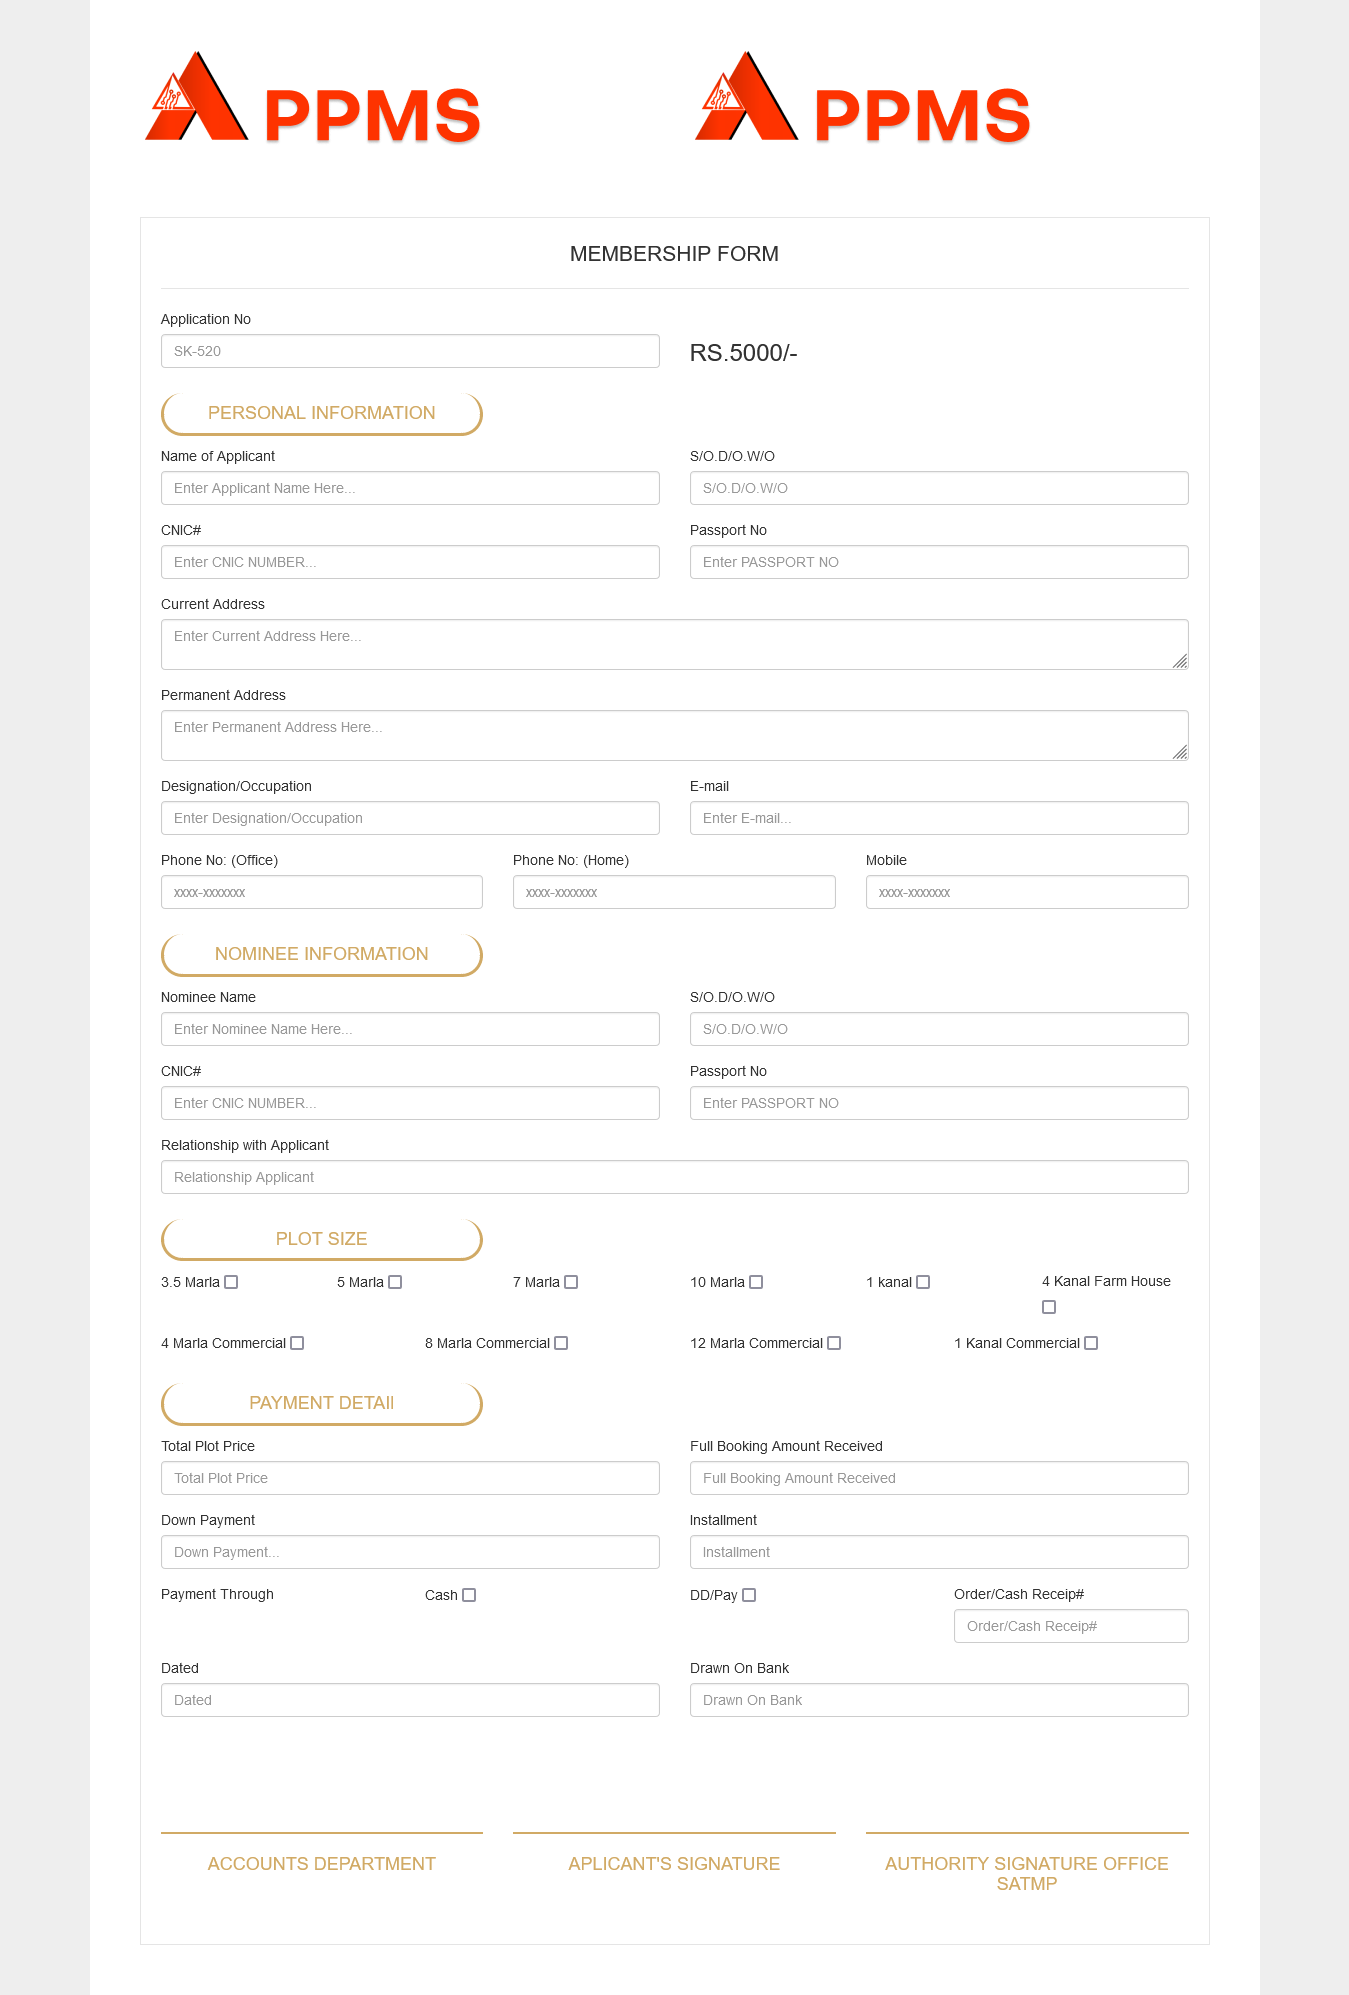 PPMS PPMS
MEMBERSHIP FORM
Application No
SK-520 RS.5000/-
PERSONAL INFORMATION
Name of Applicant S/O.D/O.W/O
Enter Applicant Name Here... S/O.D/O.W/O
CNIC# Passport No
Enter CNIC NUMBER... Enter PASSPORT NO
Current Address
Enter Current Address Here...
Permanent Address
Enter Permanent Address Here...
Designation/Occupation E-mail
Enter Designation/Occupation Enter E-mail...
Phone No: (Office) Phone No: (Home) Mobile
xxxx-xxxxxxx xxxx-xxxxxxx xxxx-xxxxxxx
NOMINEE INFORMATION
Nominee Name S/O.D/O.W/O
Enter Nominee Name Here... S/O.D/O.W/O
CNIC# Passport No
Enter CNIC NUMBER... Enter PASSPORT NO
Relationship with Applicant
Relationship Applicant
PLOT SIZE
3.5 Marla 5 Marla 7 Marla 10 Marla 1 kanal 4 Kanal Farm House
4 Marla Commercial 8 Marla Commercial 12 Marla Commercial 1 Kanal Commercial
PAYMENT DETAIl
Total Plot Price Full Booking Amount Received
Total Plot Price Full Booking Amount Received
Down Payment Installment
Down Payment... Installment
Payment Through Cash DD/Pay Order/Cash Receip#
Order/Cash Receip#
Dated Drawn On Bank
Dated Drawn On Bank
ACCOUNTS DEPARTMENT APLICANT'S SIGNATURE AUTHORITY SIGNATURE OFFICE
SATMP